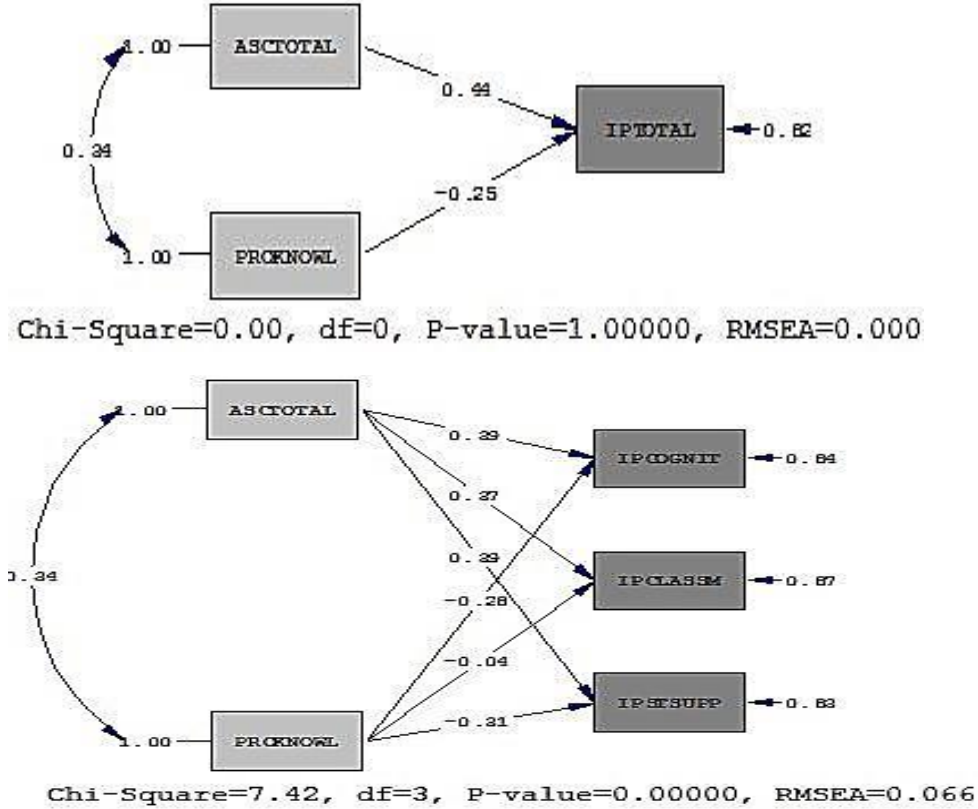 1.00 ASCTOTAL
0.44
IPTOTAL 0.82
0.34
-0.25
1.00 PROKNOWL
Chi-Square=0.00, df=0, P-value=1.00000, RMSEA=0.000
1.00 ASCTOTAL
0.39
IPCOGNIT 0.84
0.37
0.39
0.34
IPCLASSM 0.87
-0.28
-0.04
IPSTSUPP 0.83
-0.31
1.00 PROKNOWL
Chi-Square=7.42, df=3, P-value=0.00000, RMSEA=0.066